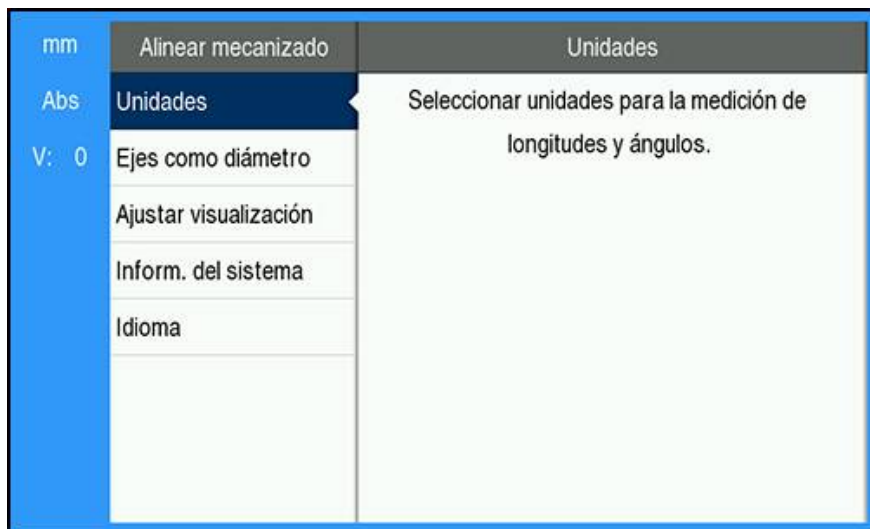 mm
Abs
V: 0
Alinear mecanizado
Unidades
Ejes como diámetro
Ajustar visualización
Inform. del sistema
Idioma
Unidades
Seleccionar unidades para la medición de
longitudes y ángulos.